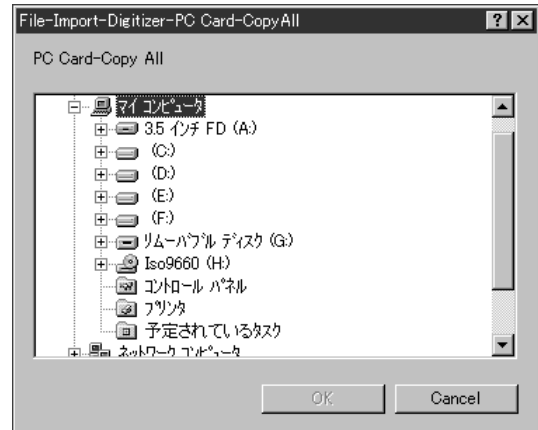 File-Import-Digitizer-PC Card-CopyAll
PC Card-Copy All
マイ コンピュータ
3.5 インチ FD (A:)
(C:)
(D:)
(E:)
(F:)
リムーバブル ディスク (G:)
Iso9660 (H:)
コントロール パネル
プリンタ
予定されているタスク
ネットワーク コンピュータ
OK Cancel